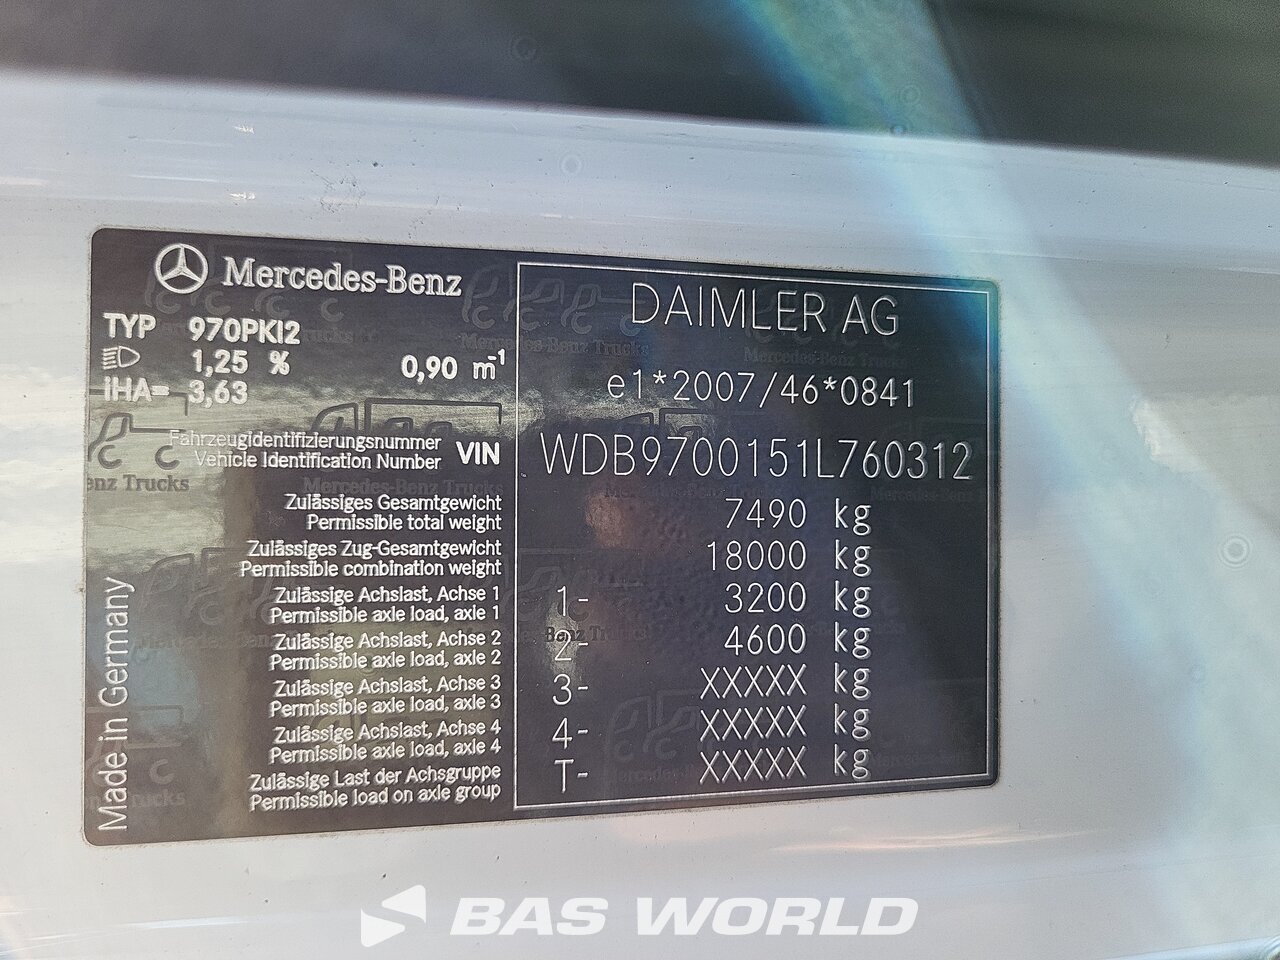 Mercedes-Benz
TYP 970PKI2
1,25 % 0,90 m⁻¹
IHA= 3,63
Fahrzeugidentifizierungsnummer
Vehicle Identification Number VIN
Zulässiges Gesamtgewicht
Permissible total weight
Zulässiges Zug-Gesamtgewicht
Permissible combination weight
Zulässige Achslast, Achse 1
Permissible axle load, axle 1
Zulässige Achslast, Achse 2
Permissible axle load, axle 2
Zulässige Achslast, Achse 3
Permissible axle load, axle 3
Zulässige Achslast, Achse 4
Permissible axle load, axle 4
Zulässige Last der Achsgruppe
Permissible load on axle group
Made in Germany
DAIMLER AG
e1*2007/46*0841
WDB9700151L760312
7490 kg
18000 kg
1- 3200 kg
2- 4600 kg
3- XXXXX kg
4- XXXXX kg
T- XXXXX kg
BAS WORLD